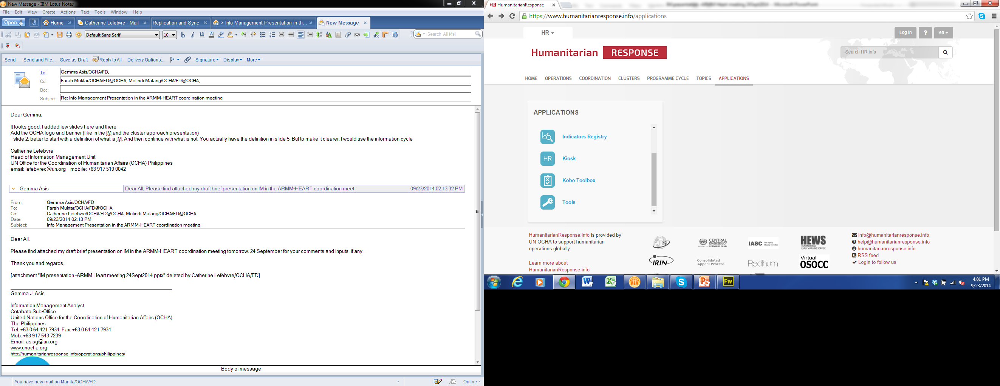 New Message - IBM Lotus Notes
File Edit View Create Actions Text Tools Window Help
Open Home Catherine Lefebvre - Mail Replication and Sync > Info Management Presentation in th... New Message
Default Sans Serif 10 b i u A Search All Mail
Send Send and File... Save as Draft Reply to All Delivery Options... Signature Display More
To: Gemma Asis/OCHA/FD,
Cc: Farah Muktar/OCHA/FD@OCHA, Melindi Malang/OCHA/FD@OCHA,
Bcc:
Subject: Re: Info Management Presentation in the ARMM-HEART coordination meeting
Dear Gemma,
It looks good. I added few slides here and there
Add the OCHA logo and banner (like in the IM and the cluster approach presentation)
- slide 2: better to start with a definition of what is IM. And then continue with what is not. You actually have the definition in slide 5. But to make it clearer, I would use the information cycle
Catherine Lefebvre
Head of Information Management Unit
UN Office for the Coordination of Humanitarian Affairs (OCHA) Philippines
email: lefebvrec@un.org mobile: +63 917 519 0042
Gemma Asis Dear All, Please find attached my draft brief presentation on IM in the ARMM-HEART coordination meet 09/23/2014 02:13:32 PM
From: Gemma Asis/OCHA/FD
To: Farah Muktar/OCHA/FD@OCHA,
Cc: Catherine Lefebvre/OCHA/FD@OCHA, Melindi Malang/OCHA/FD@OCHA
Date: 09/23/2014 02:13 PM
Subject: Info Management Presentation in the ARMM-HEART coordination meeting
Dear All,
Please find attached my draft brief presentation on IM in the ARMM-HEART coordination meeting tomorrow, 24 September for your comments and inputs, if any.
Thank you and regards,
[attachment "IM presentation -ARMM Heart meeting 24Sept2014.pptx" deleted by Catherine Lefebvre/OCHA/FD]
Gemma J. Asis
Information Management Analyst
Cotabato Sub-Office
United Nations Office for the Coordination of Humanitarian Affairs (OCHA)
The Philippines
Tel: +63 0 64 421 7934 Fax: +63 0 64 421 7934
Mob: +63 917 543 7239
Email: asisg@un.org
www.unocha.org
http://humanitarianresponse.info/operations/philippines/
Body of message
You have new mail on Manila/OCHA/FD
Online
HR HumanitarianResponse
https://www.humanitarianresponse.info/applications
HR Log in ? en
Humanitarian RESPONSE
Search HR.info
HOME OPERATIONS COORDINATION CLUSTERS PROGRAMME CYCLE TOPICS APPLICATIONS
APPLICATIONS
Indicators Registry
HR Kiosk
Kobo Toolbox
Tools
HumanitarianResponse.info is provided by
UN OCHA to support humanitarian
operations globally
Learn more about
HumanitarianResponse.info
FTS
CENTRAL
EMERGENCY
RESPONSE FUND
IASC Inter-Agency
Standing Committee
HEWS
HUMANITARIAN
EARLY WARNING SERVICE
IRIN
Consolidated
Appeal Process
Redhum
Virtual
OSOCC
info@humanitarianresponse.info
help@humanitarianresponse.info
humanitarianresponse.info
RSS feed
Login to follow us
Fw
4:01 PM
9/23/2014